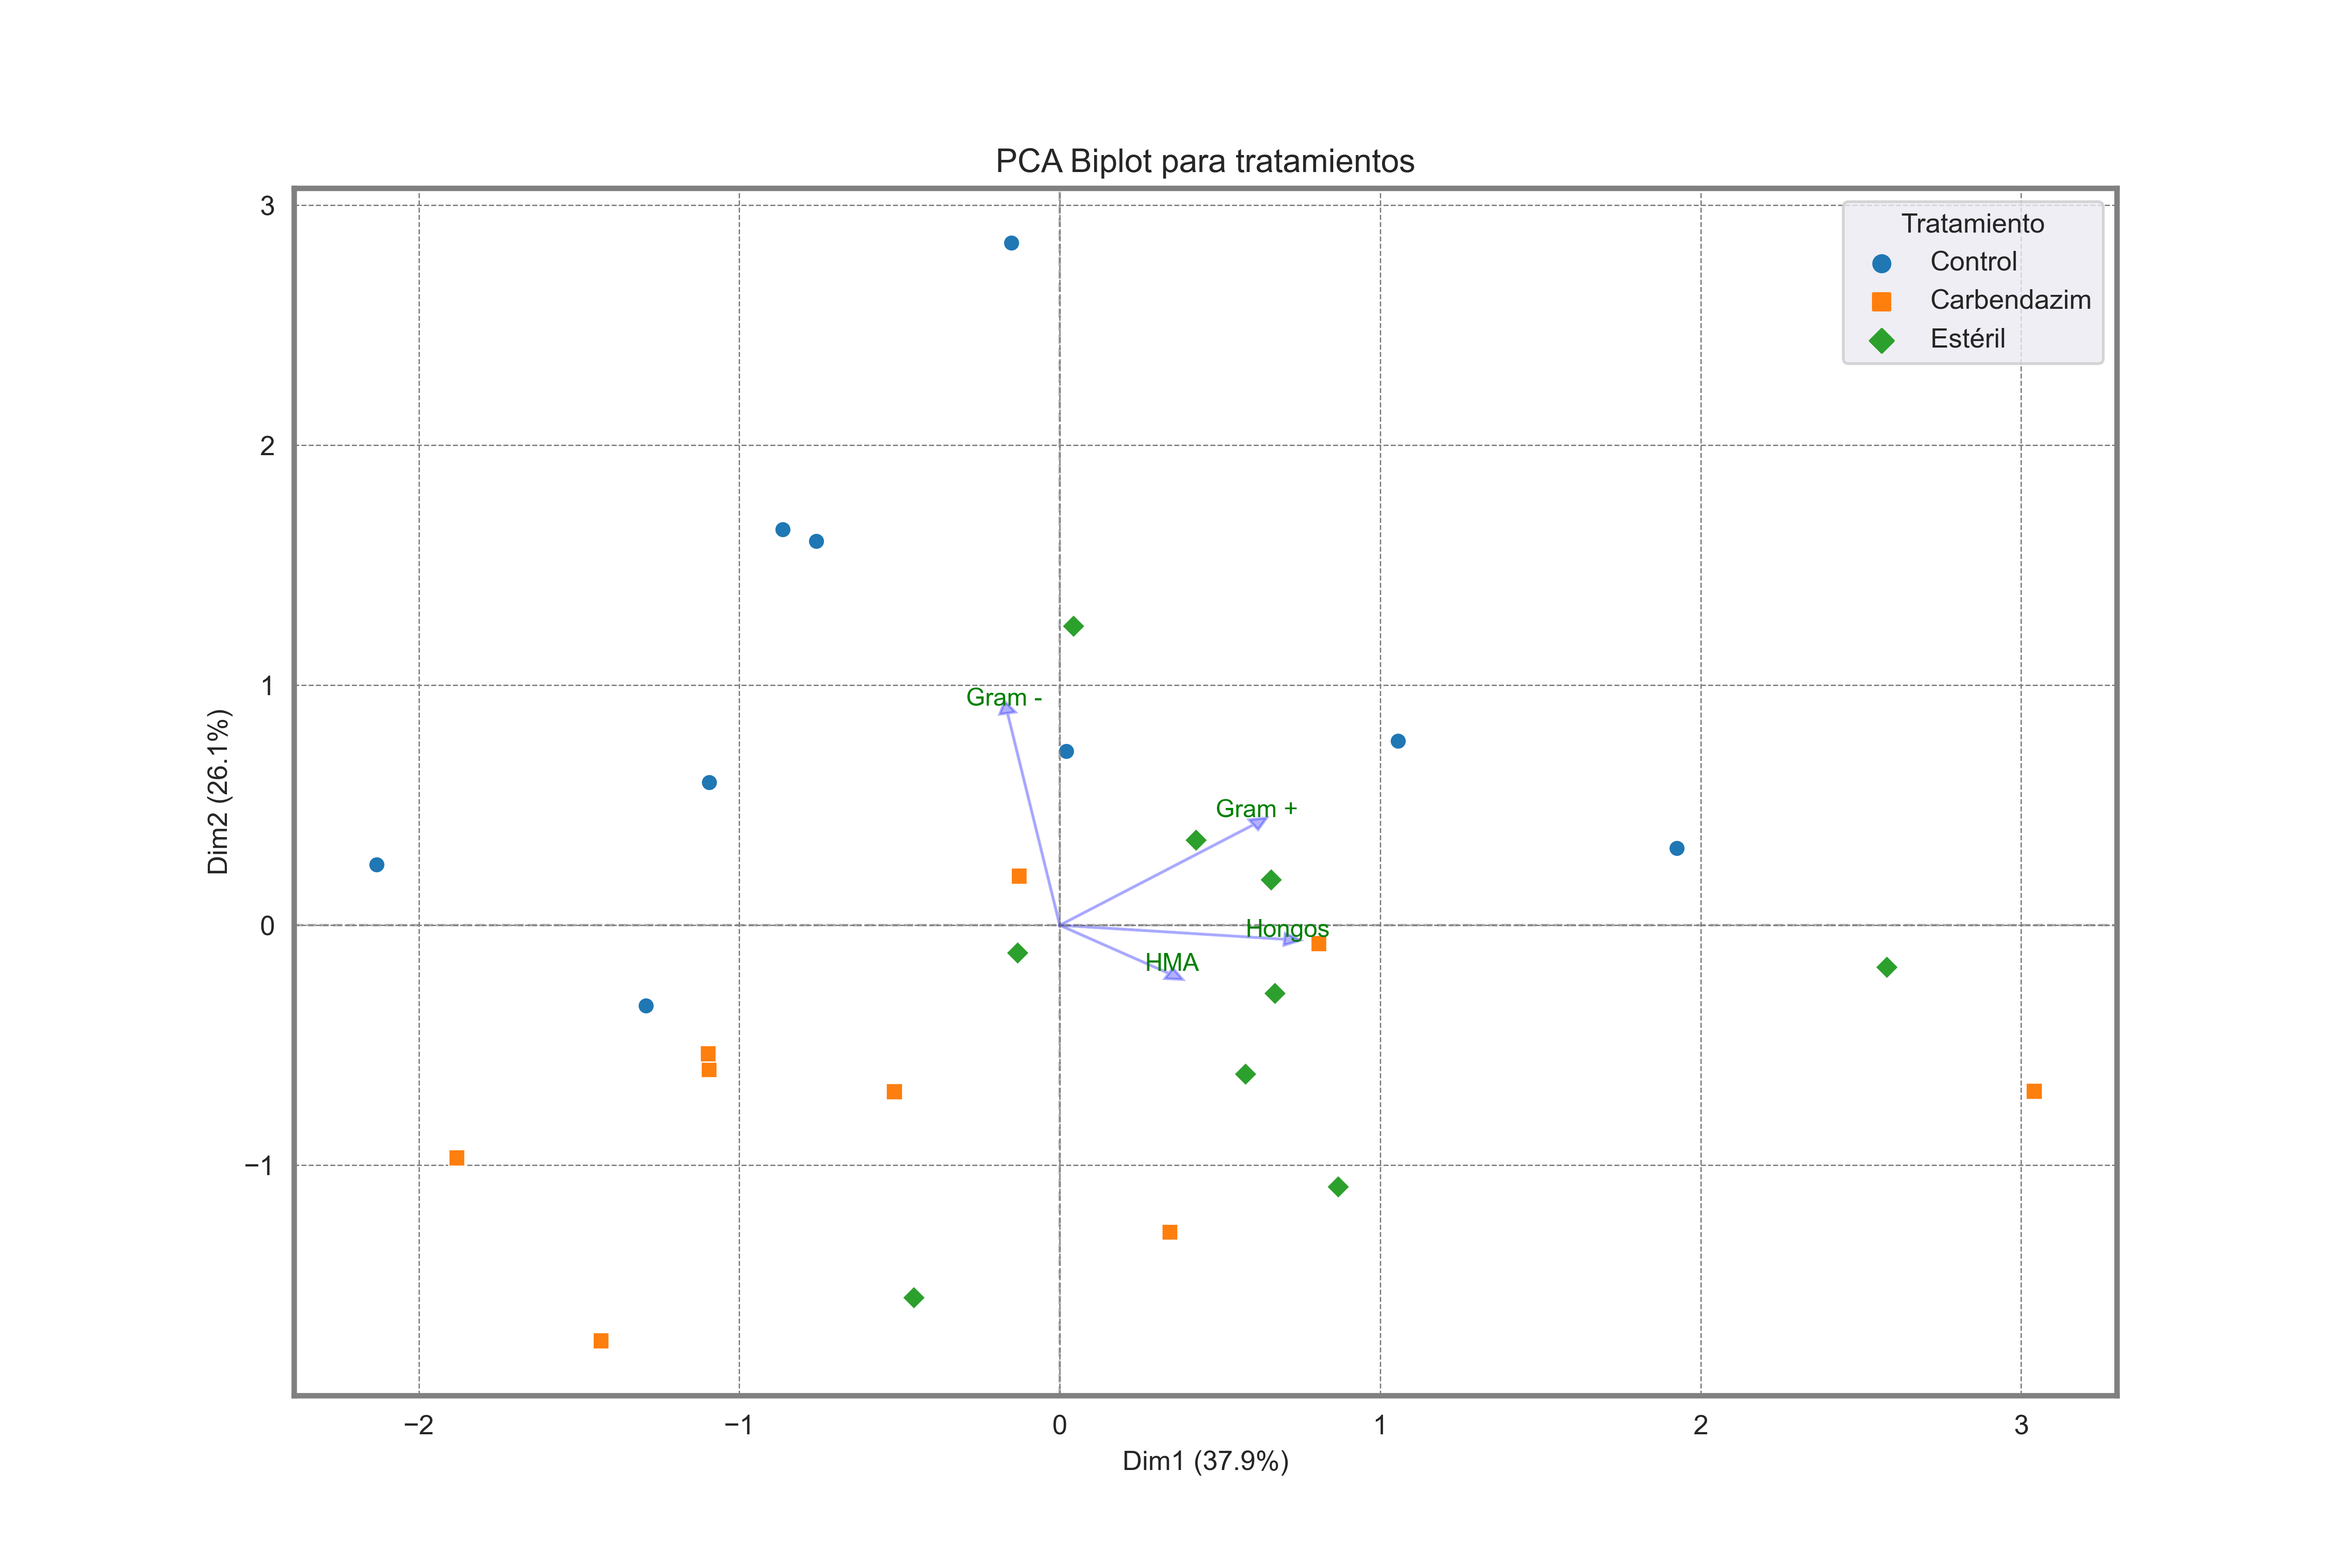 PCA Biplot para tratamientos
Tratamiento
Control
Carbendazim
Estéril
3
2
1
0
−1
Dim2 (26.1%)
Gram -
Gram +
Hongos
HMA
−2
−1
0
1
2
3
Dim1 (37.9%)